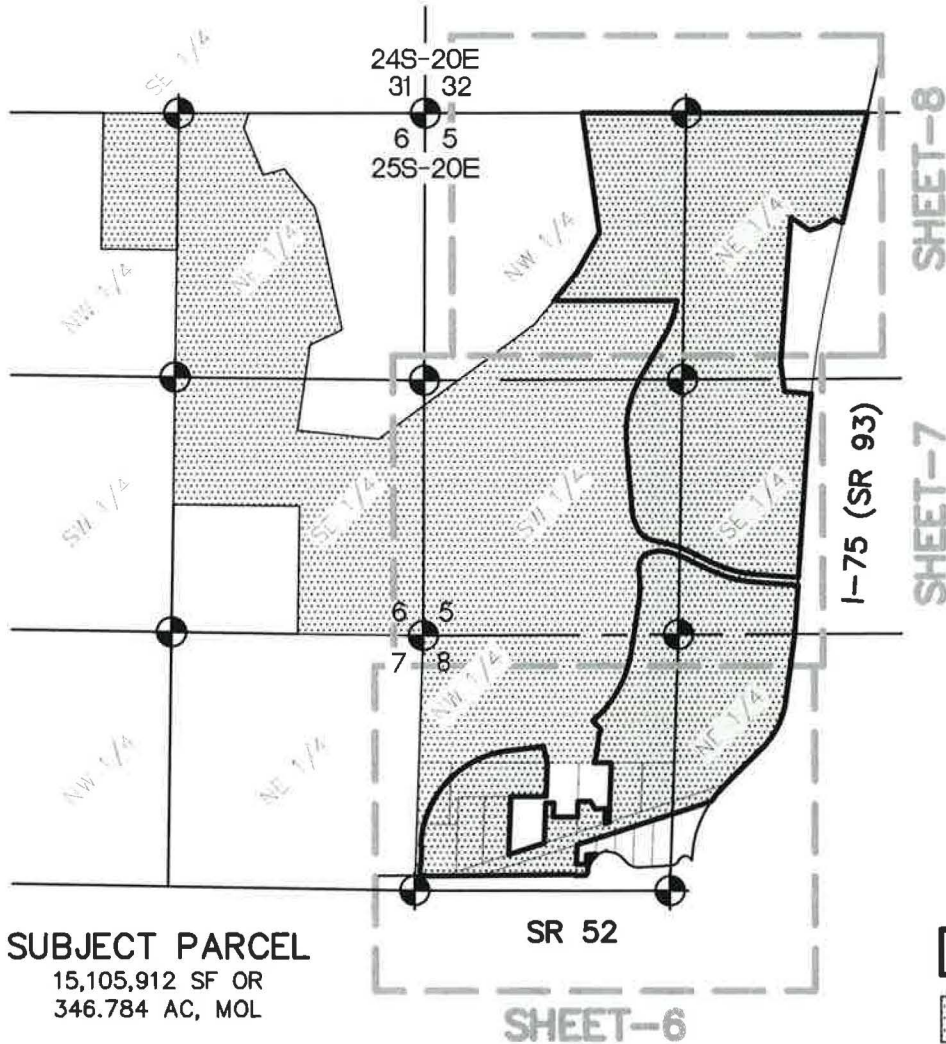 SE 1/4
24S-20E
31 32
6 5
25S-20E
SHEET-8
NW 1/4
NE 1/4
NW 1/4
NE 1/4
I-75 (SR 93)
SHEET-7
SW 1/4
SE 1/4
SW 1/4
SE 1/4
6 5
7 8
NW 1/4
NE 1/4
NW 1/4
NE 1/4
SUBJECT PARCEL
15,105,912 SF OR
346.784 AC, MOL
SR 52
SHEET-6